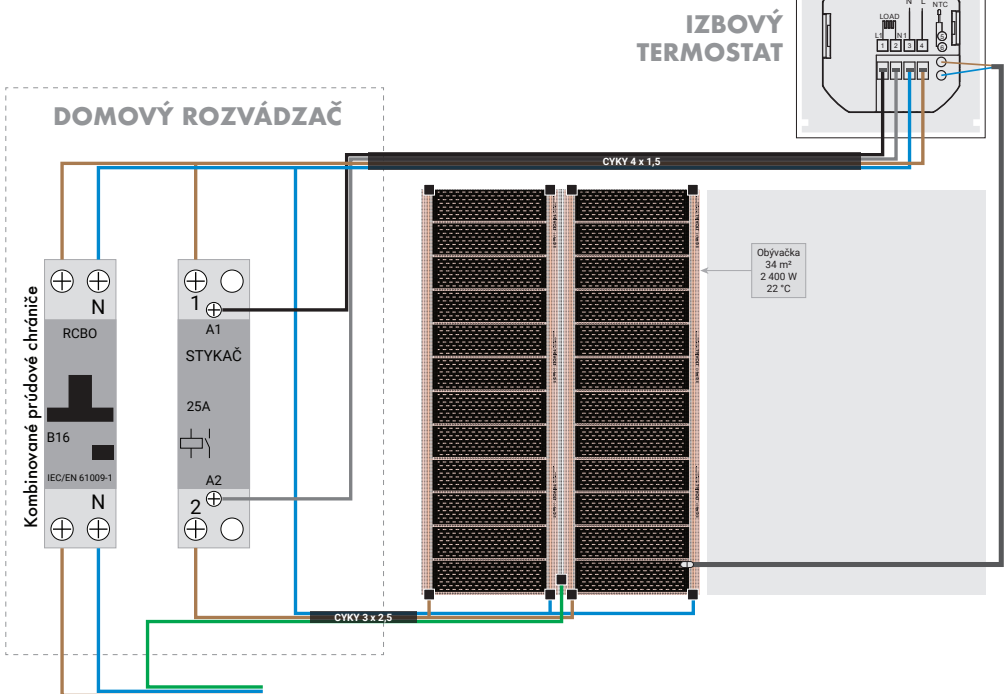 IZBOVÝ
TERMOSTAT
N L NTC
LOAD
L1 N1
1 2 3 4
5
6
DOMOVÝ ROZVÁDZAČ
CYKY 4 x 1,5
Obývačka
34 m²
2 400 W
22 °C
Kombinované prúdové chrániče
N
RCBO
B16
IEC/EN 61009-1
N
1
A1
STYKAČ
25A
A2
2
CYKY 3 x 2,5